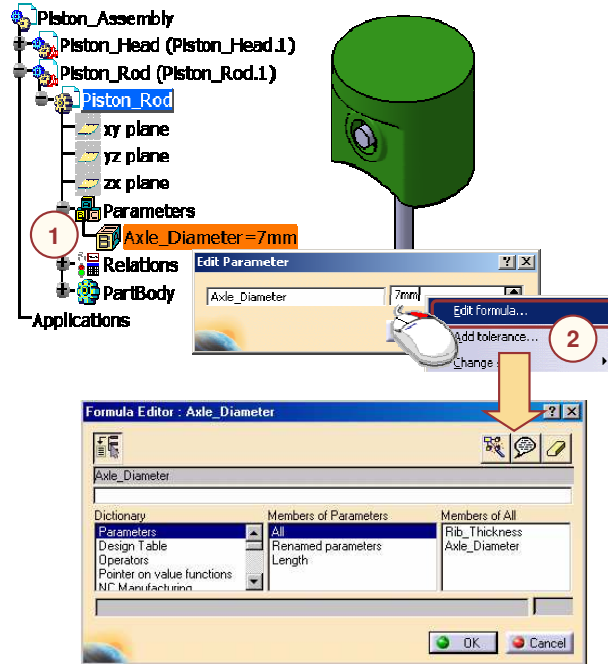 Piston_Assembly
Piston_Head (Piston_Head.1)
Piston_Rod (Piston_Rod.1)
Piston_Rod
xy plane
yz plane
zx plane
Parameters
1
Axle_Diameter=7mm
Relations
PartBody
Applications
Edit Parameter
Axle_Diameter
7mm
Edit formula...
Add tolerance...
2
Change
Formula Editor : Axle_Diameter
Axle_Diameter
Dictionary
Members of Parameters
Members of All
Parameters
All
Rib_Thickness
Design Table
Renamed parameters
Axle_Diameter
Operators
Length
Pointer on value functions
NC Manufacturing
OK
Cancel